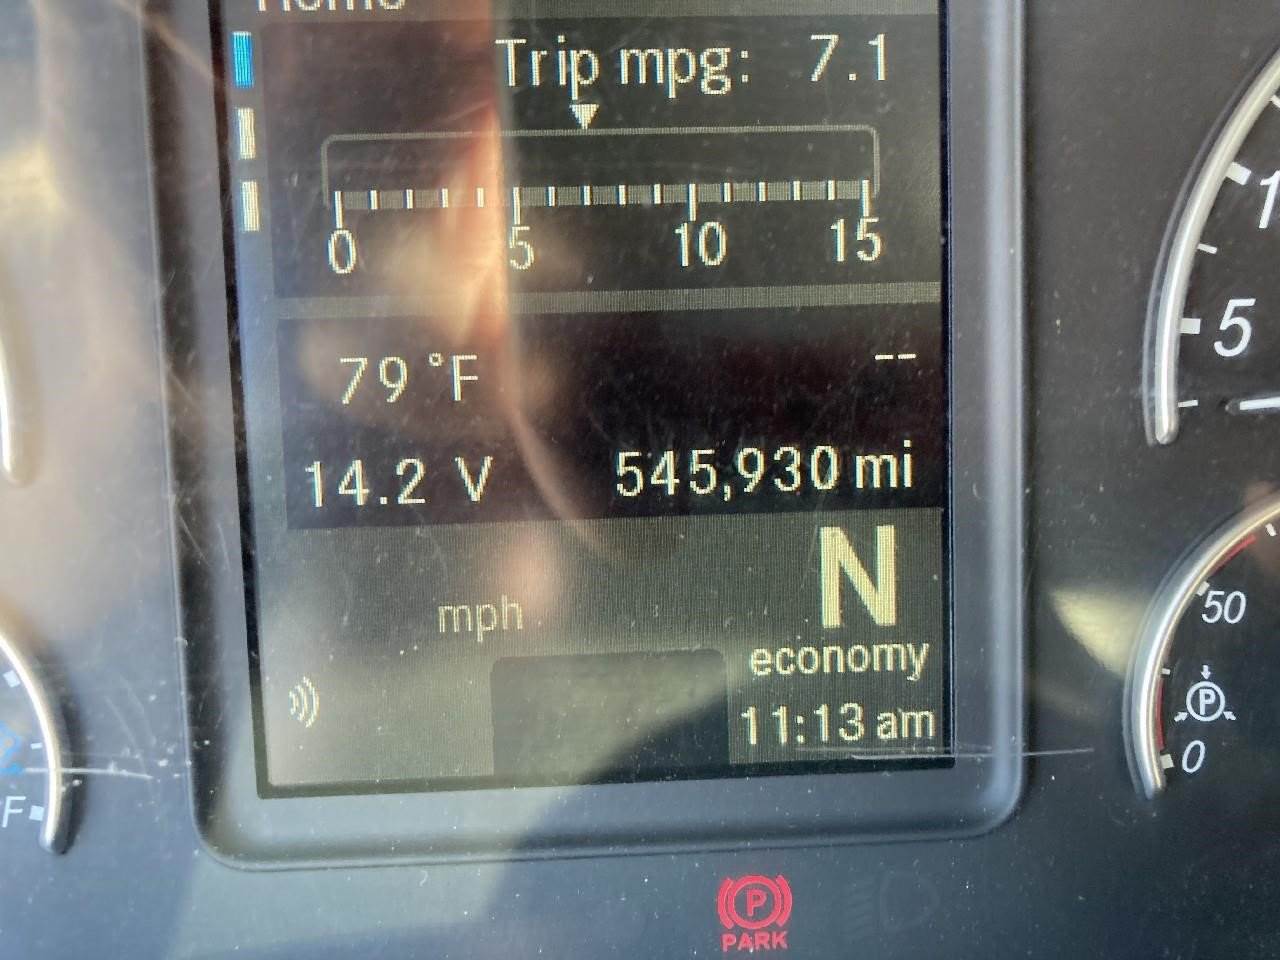 Home
Trip mpg: 7.1
0 5 10 15
79 °F --
14.2 V 545,930 mi
N
mph
economy
11:13 am
5
50
P
0
F
P
PARK